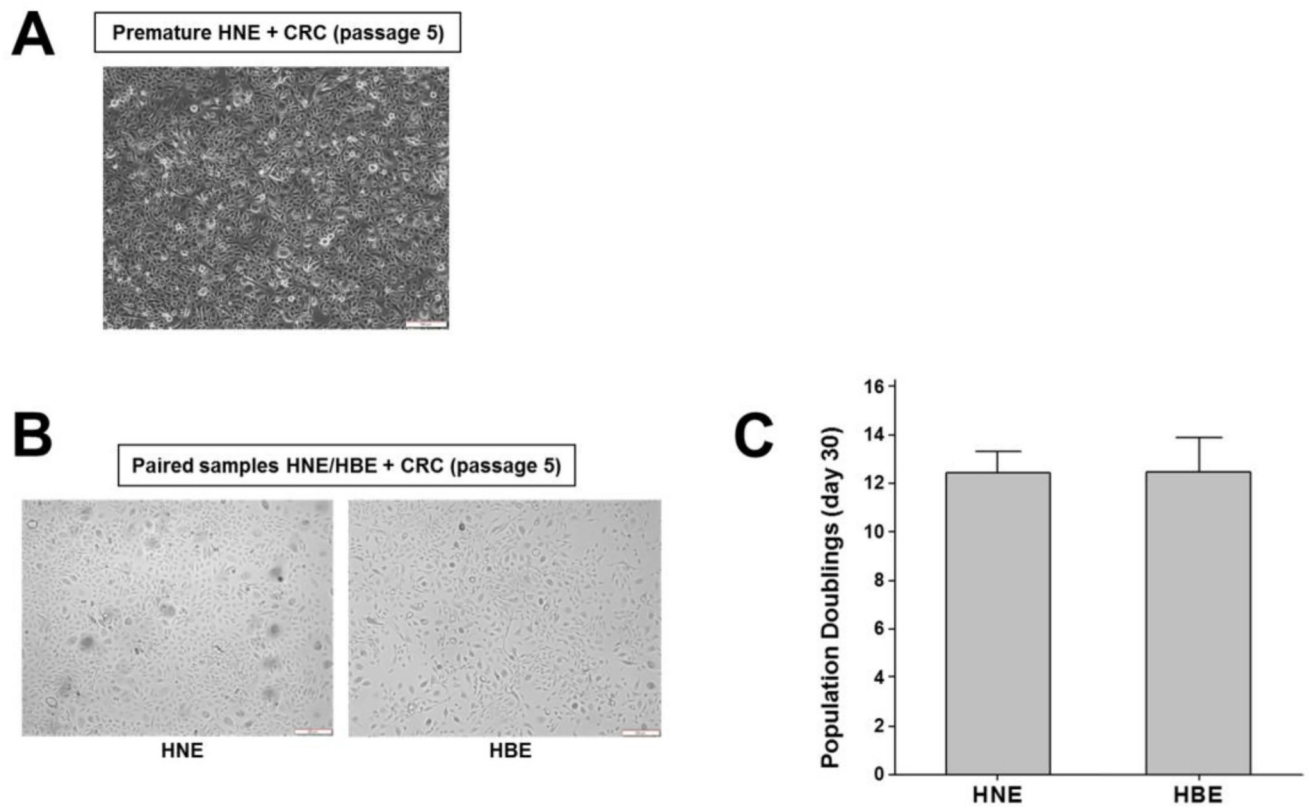 A
Premature HNE + CRC (passage 5)
B
Paired samples HNE/HBE + CRC (passage 5)
HNE
HBE
C
Population Doublings (day 30)
16
14
12
10
8
6
4
2
0
HNE
HBE